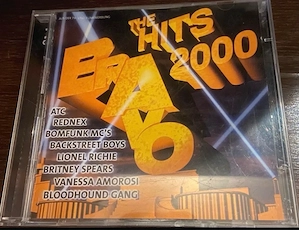 THE
HITS
2000
BRAVO
ATC
REDNEX
BOMFUNK MC'S
BACKSTREET BOYS
LIONEL RICHIE
BRITNEY SPEARS
VANESSA AMOROSI
BLOODHOUND GANG